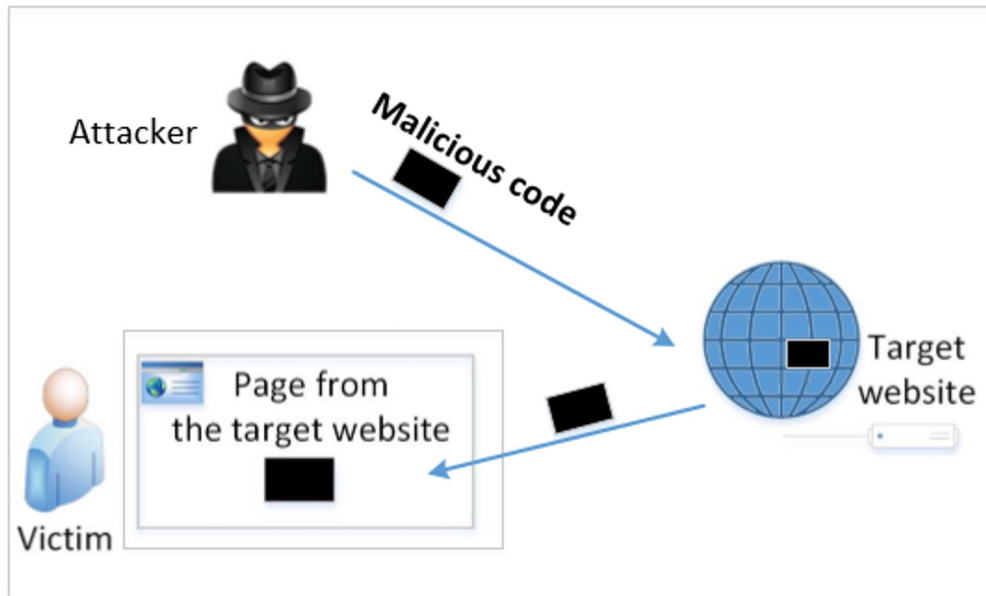 Attacker
Malicious code
Target
website
Page from
the target website
Victim